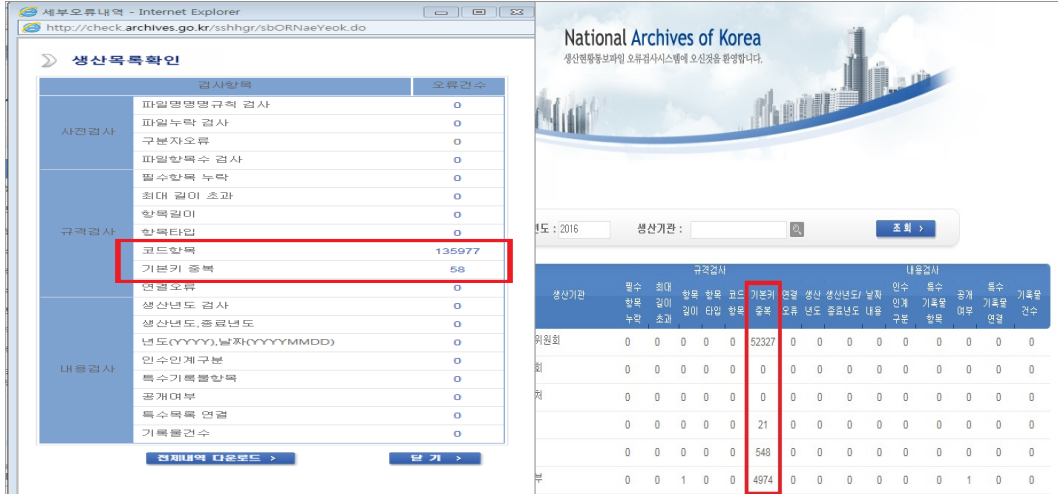 세부오류내역 - Internet Explorer
http://check.archives.go.kr/sshhgr/sbORNaeYeok.do
생산목록확인
검사항목 오류건수
사전검사
파일명명규칙 검사 0
파일누락 검사 0
구분자오류 0
파일항목수 검사 0
규격검사
필수항목 누락 0
최대 길이 초과 0
항목길이 0
항목타입 0
코드항목 135977
기본키 중복 58
연결오류 0
내용검사
생산년도 검사 0
생산년도,종료년도 0
년도(YYYY),날짜(YYYYMMDD) 0
인수인계구분 0
특수기록물항목 0
공개여부 0
특수목록 연결 0
기록물건수 0
전체내역 다운로드 >
닫 기 >
National Archives of Korea
생산현황통보파일 오류검사시스템에 오신것을 환영합니다.
년도 : 2016 생산기관 : 조 회 >
생산기관 규격검사 내용검사
필수 항목 누락 최대 길이 초과 항목 길이 항목 타입 코드 항목 기본키 중복 연결 오류 생산 년도 생산년도/ 종료년도 날짜 내용 인수 인계 구분 특수 기록물 항목 공개 여부 특수 기록물 연결 기록물 건수
위원회 0 0 0 0 0 52327 0 0 0 0 0 0 0 0 0
회 0 0 0 0 0 0 0 0 0 0 0 0 0 0 0
처 0 0 0 0 0 0 0 0 0 0 0 0 0 0 0
0 0 0 0 0 21 0 0 0 0 0 0 0 0 0
0 0 0 0 0 548 0 0 0 0 0 0 0 0 0
부 0 0 1 0 0 4974 0 0 0 0 0 0 1 0 0